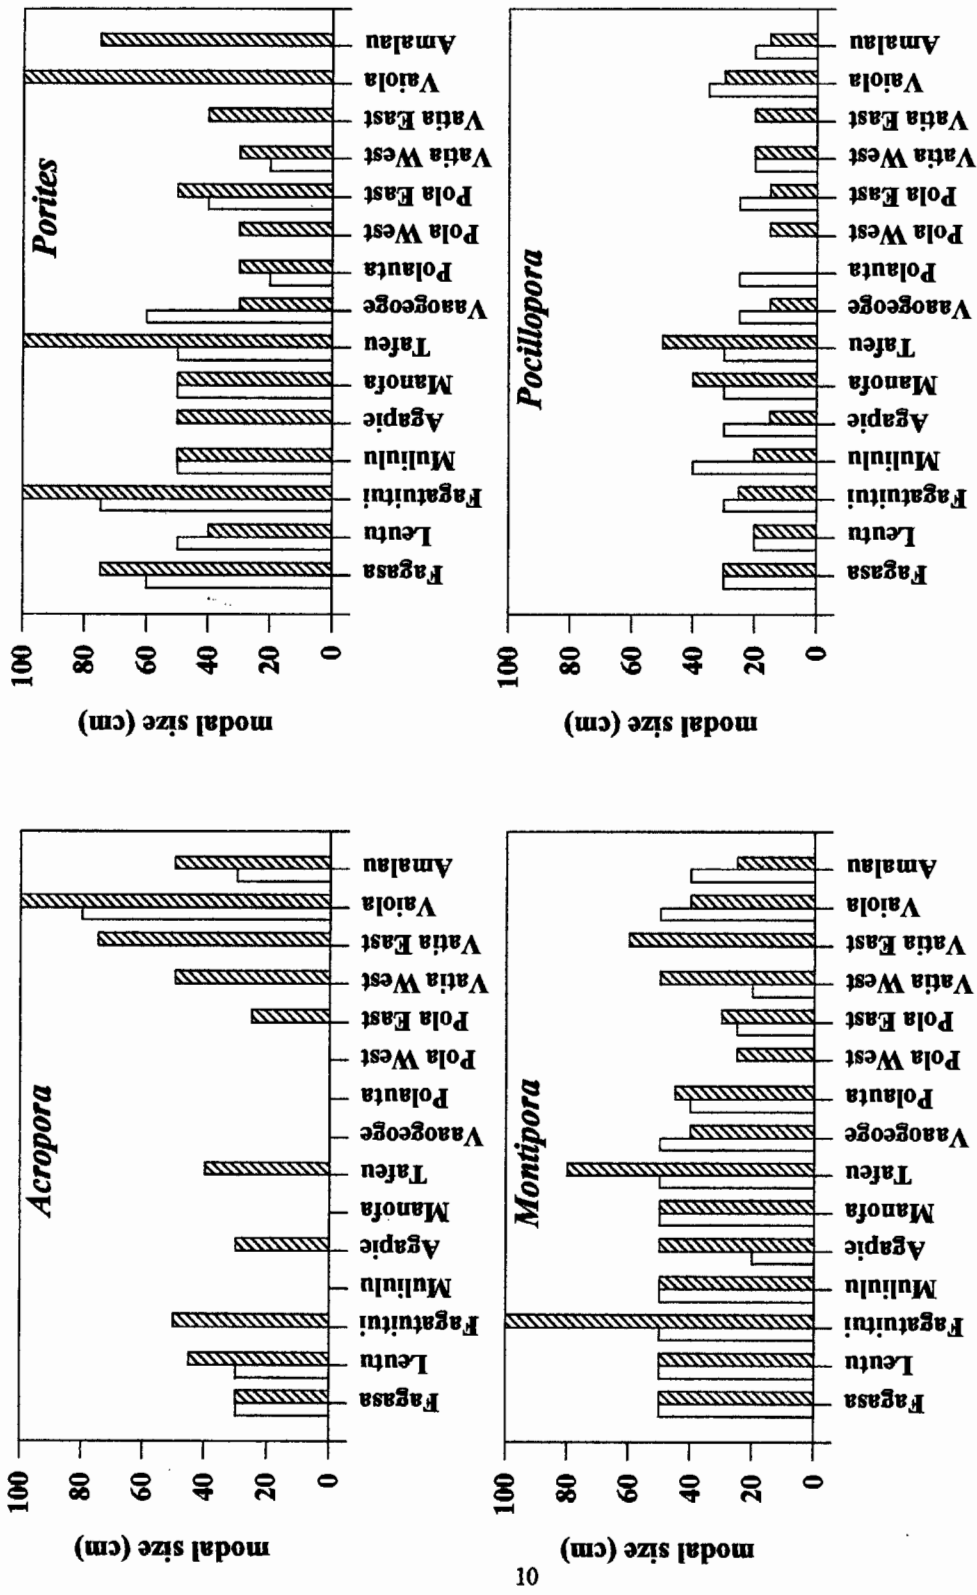 Acropora
modal size (cm)
100
80
60
40
20
0
Fagasa
Leutu
Fagatuitui
Muliulu
Agapie
Manofa
Tafeu
Vaaogeoge
Polauta
Pola West
Pola East
Vatia West
Vatia East
Vaiola
Amalau
Porites
modal size (cm)
100
80
60
40
20
0
Fagasa
Leutu
Fagatuitui
Muliulu
Agapie
Manofa
Tafeu
Vaaogeoge
Polauta
Pola West
Pola East
Vatia West
Vatia East
Vaiola
Amalau
Montipora
modal size (cm)
100
80
60
40
20
0
Fagasa
Leutu
Fagatuitui
Muliulu
Agapie
Manofa
Tafeu
Vaaogeoge
Polauta
Pola West
Pola East
Vatia West
Vatia East
Vaiola
Amalau
Pocillopora
modal size (cm)
100
80
60
40
20
0
Fagasa
Leutu
Fagatuitui
Muliulu
Agapie
Manofa
Tafeu
Vaaogeoge
Polauta
Pola West
Pola East
Vatia West
Vatia East
Vaiola
Amalau
10